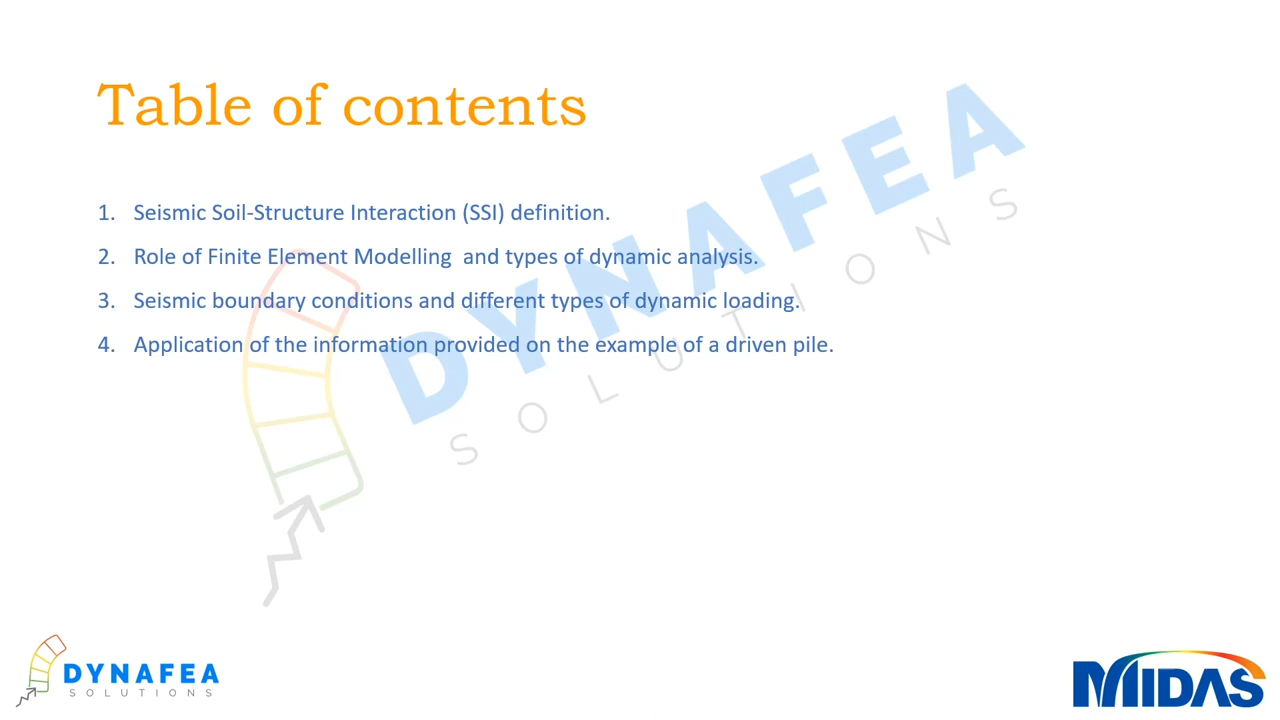 Table of contents
1. Seismic Soil-Structure Interaction (SSI) definition.
2. Role of Finite Element Modelling and types of dynamic analysis.
3. Seismic boundary conditions and different types of dynamic loading.
4. Application of the information provided on the example of a driven pile.
DYNAFEA
SOLUTIONS
DYNAFEA
SOLUTIONS
MIDAS